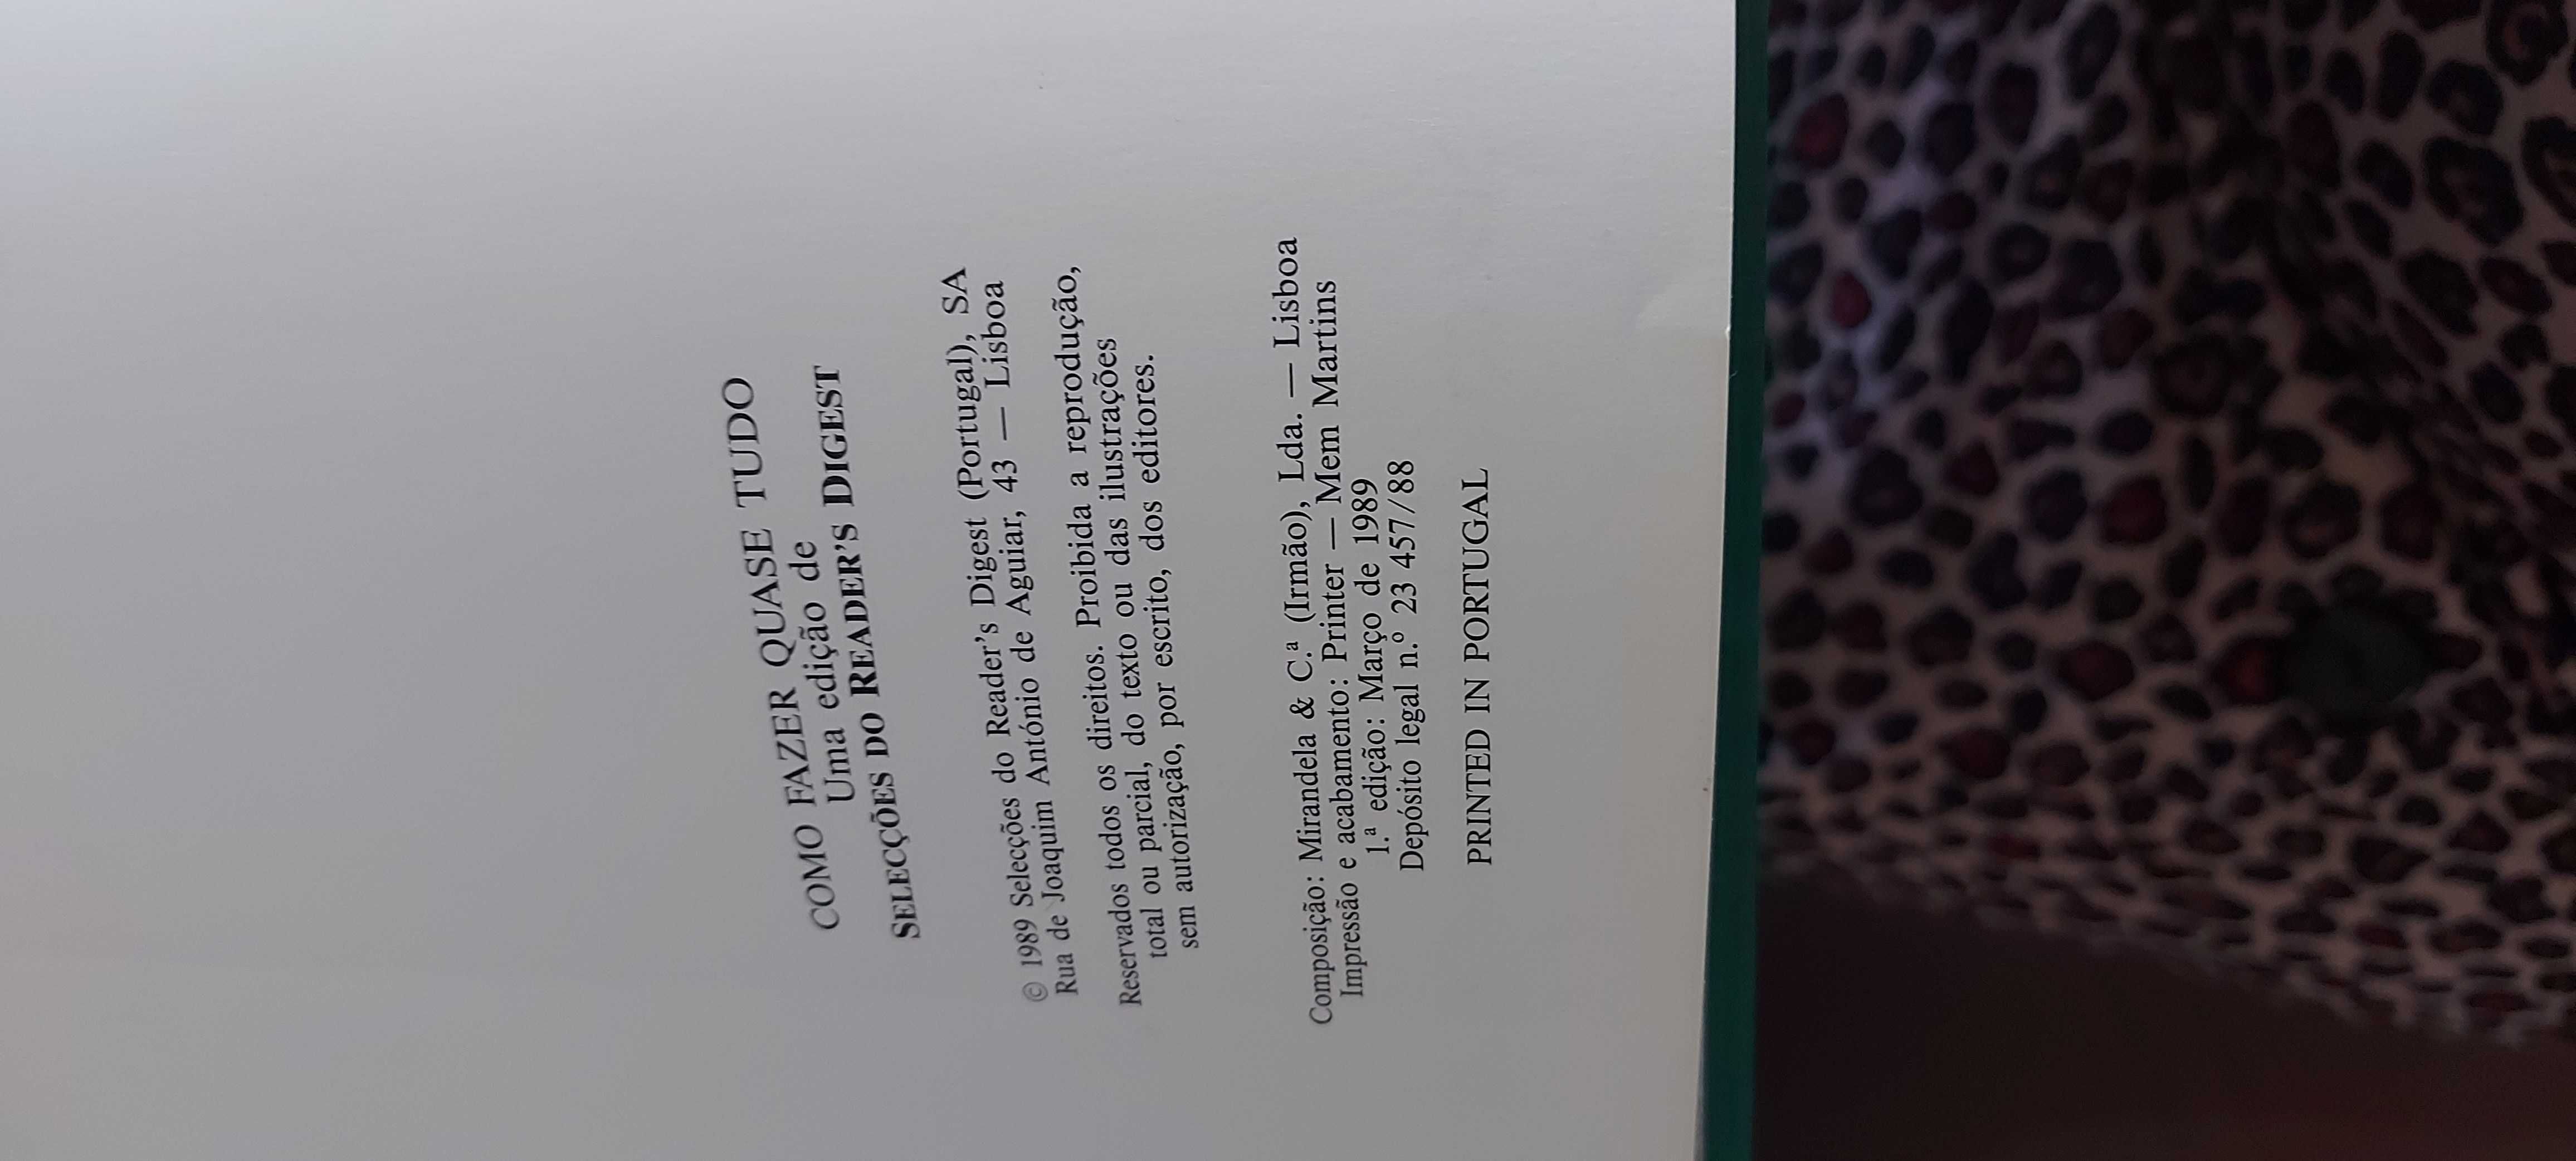 COMO FAZER QUASE TUDO
Uma edição de
SELECÇÕES DO READER'S DIGEST
© 1989 Selecções do Reader's Digest (Portugal), SA
Rua de Joaquim António de Aguiar, 43 — Lisboa
Reservados todos os direitos. Proibida a reprodução,
total ou parcial, do texto ou das ilustrações
sem autorização, por escrito, dos editores.
Composição: Mirandela & C.ª (Irmão), Lda. — Lisboa
Impressão e acabamento: Printer — Mem Martins
1.ª edição: Março de 1989
Depósito legal n.º 23 457/88
PRINTED IN PORTUGAL